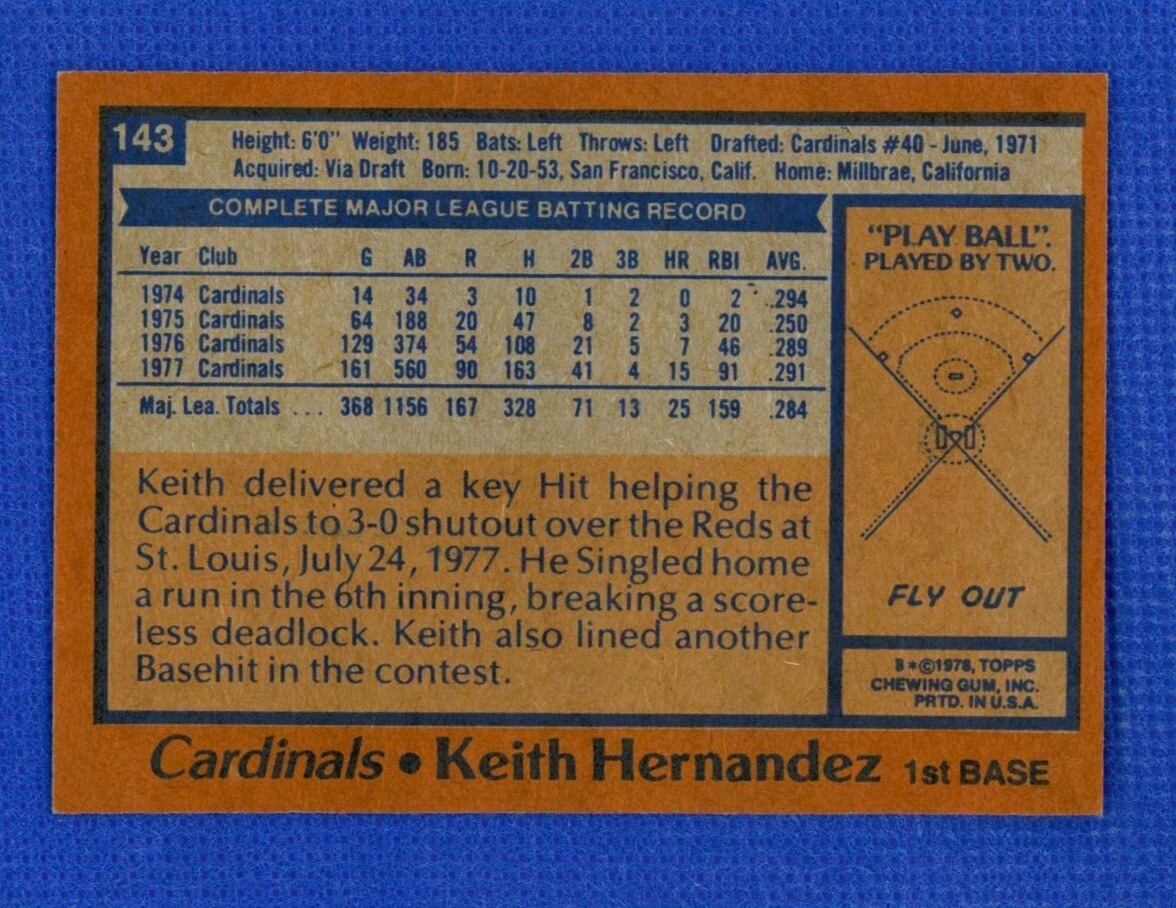 143
Height: 6'0" Weight: 185 Bats: Left Throws: Left Drafted: Cardinals #40 - June, 1971
Acquired: Via Draft Born: 10-20-53, San Francisco, Calif. Home: Millbrae, California
COMPLETE MAJOR LEAGUE BATTING RECORD
Year Club G AB R H 2B 3B HR RBI AVG.
1974 Cardinals 14 34 3 10 1 2 0 2 .294
1975 Cardinals 64 188 20 47 8 2 3 20 .250
1976 Cardinals 129 374 54 108 21 5 7 46 .289
1977 Cardinals 161 560 90 163 41 4 15 91 .291
Maj. Lea. Totals ... 368 1156 167 328 71 13 25 159 .284
Keith delivered a key Hit helping the
Cardinals to 3-0 shutout over the Reds at
St. Louis, July 24, 1977. He Singled home
a run in the 6th inning, breaking a score-
less deadlock. Keith also lined another
Basehit in the contest.
"PLAY BALL".
PLAYED BY TWO.
FLY OUT
B*©1978, TOPPS
CHEWING GUM, INC.
PRTD. IN U.S.A.
Cardinals • Keith Hernandez 1st BASE